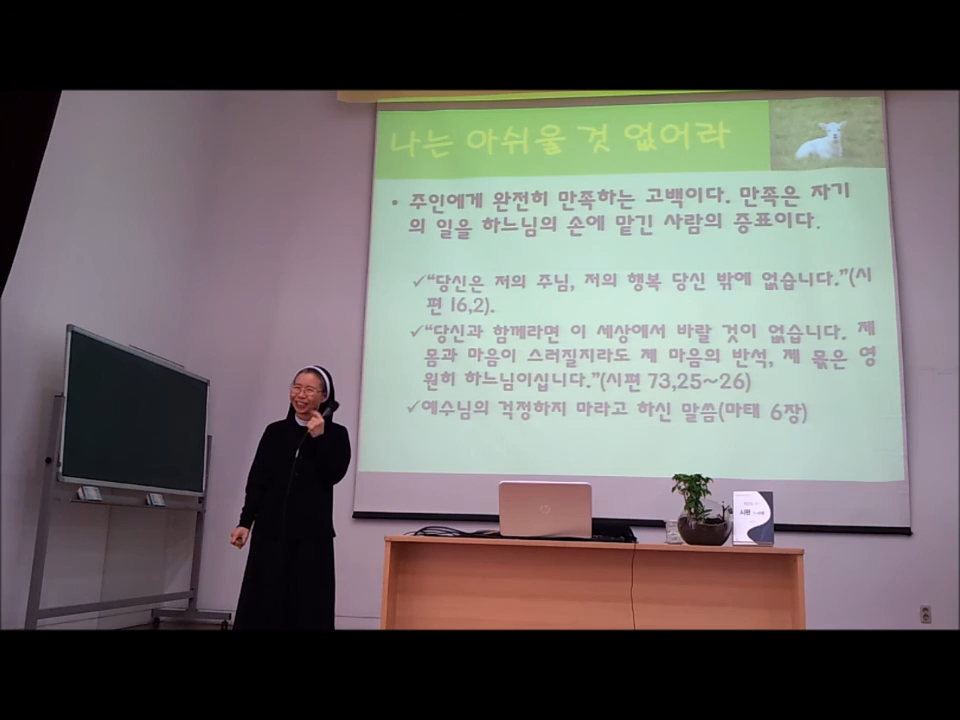 나는 아쉬울 것 없어라
• 주인에게 완전히 만족하는 고백이다. 만족은 자기
의 일을 하느님의 손에 맡긴 사람의 증표이다.
✓“당신은 저의 주님, 저의 행복 당신 밖에 없습니다.”(시
편 16,2).
✓“당신과 함께라면 이 세상에서 바랄 것이 없습니다. 제
몸과 마음이 스러질지라도 제 마음의 반석, 제 몫은 영
원히 하느님이십니다.”(시편 73,25~26)
✓예수님의 걱정하지 마라고 하신 말씀(마태 6장)
시편